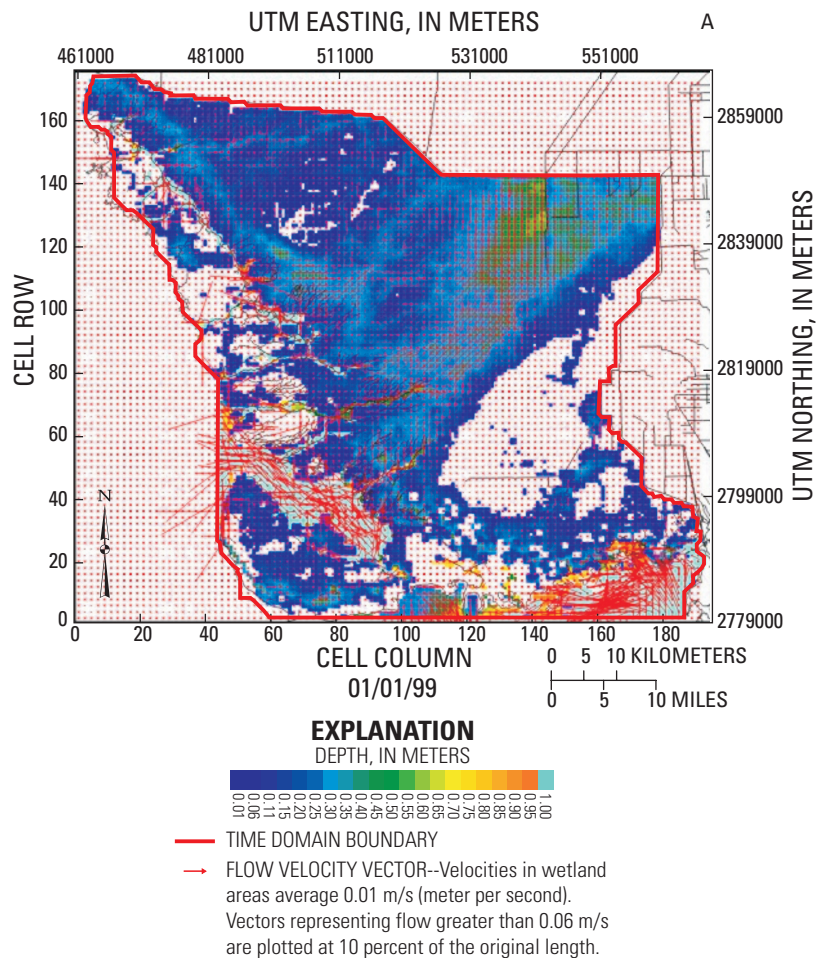 UTM EASTING, IN METERS
A
461000 481000 511000 531000 551000
160
140
120
100
80
60
40
20
0
CELL ROW
2859000
2839000
2819000
2799000
2779000
UTM NORTHING, IN METERS
N
0 20 40 60 80 100 120 140 160 180
CELL COLUMN
01/01/99
0 5 10 KILOMETERS
0 5 10 MILES
EXPLANATION
DEPTH, IN METERS
0.01 0.06 0.11 0.15 0.20 0.25 0.30 0.35 0.40 0.45 0.50 0.55 0.60 0.65 0.70 0.75 0.80 0.85 0.90 0.95 1.00
TIME DOMAIN BOUNDARY
FLOW VELOCITY VECTOR--Velocities in wetland
areas average 0.01 m/s (meter per second).
Vectors representing flow greater than 0.06 m/s
are plotted at 10 percent of the original length.